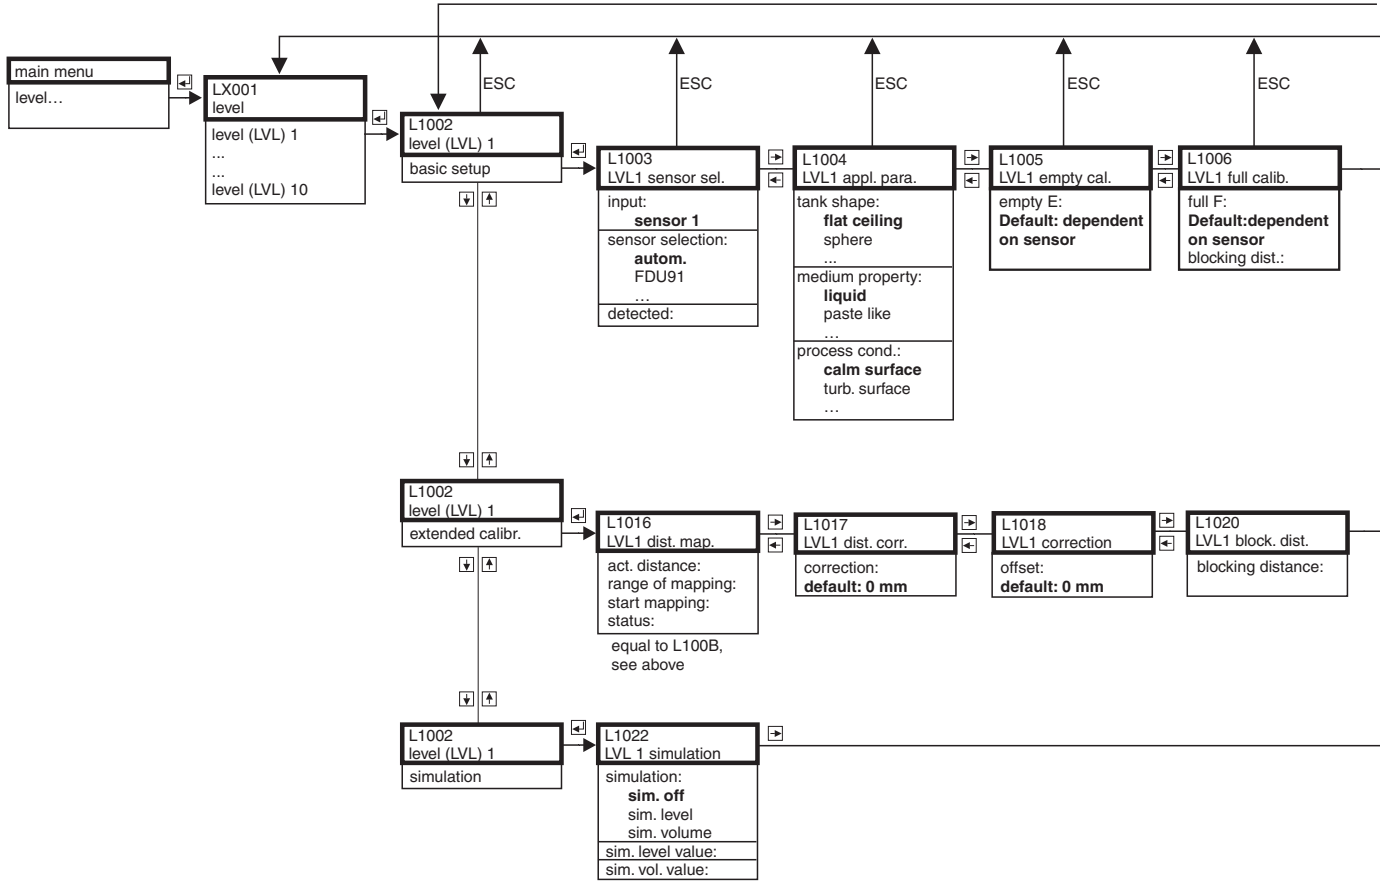 main menu
level…
LX001
level
level (LVL) 1
...
...
level (LVL) 10
L1002
level (LVL) 1
basic setup
ESC
ESC
ESC
ESC
ESC
L1003
LVL1 sensor sel.
input:
sensor 1
sensor selection:
autom.
FDU91
…
detected:
L1004
LVL1 appl. para.
tank shape:
flat ceiling
sphere
...
medium property:
liquid
paste like
…
process cond.:
calm surface
turb. surface
…
L1005
LVL1 empty cal.
empty E:
Default: dependent
on sensor
L1006
LVL1 full calib.
full F:
Default:dependent
on sensor
blocking dist.:
L1002
level (LVL) 1
extended calibr.
L1016
LVL1 dist. map.
act. distance:
range of mapping:
start mapping:
status:
equal to L100B,
see above
L1017
LVL1 dist. corr.
correction:
default: 0 mm
L1018
LVL1 correction
offset:
default: 0 mm
L1020
LVL1 block. dist.
blocking distance:
L1002
level (LVL) 1
simulation
L1022
LVL 1 simulation
simulation:
sim. off
sim. level
sim. volume
sim. level value:
sim. vol. value: